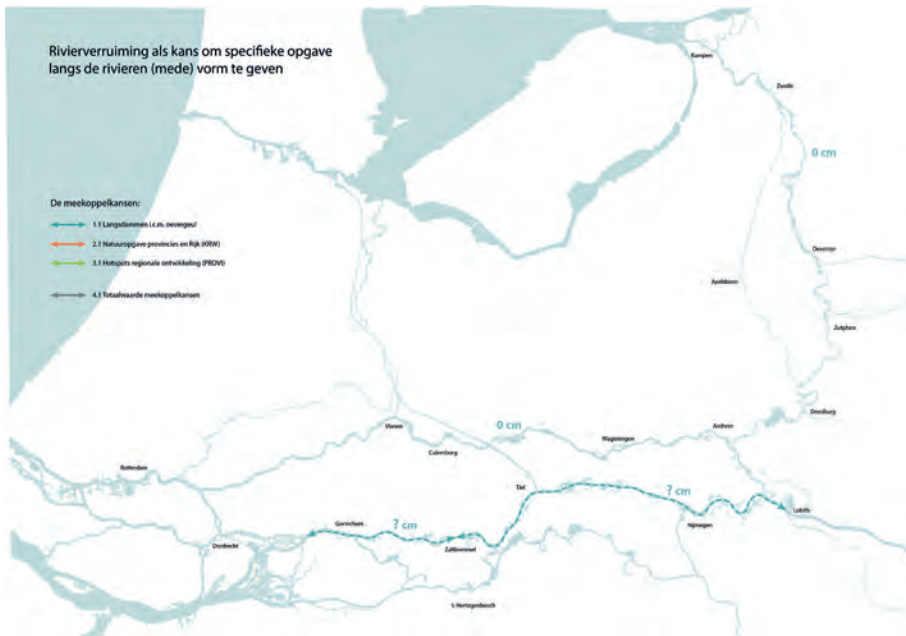 Rivierverruiming als kans om specifieke opgave
langs de rivieren (mede) vorm te geven
De meekoppelkansen:
1.1 Langsdammen i.c.m. oevergeul
2.1 Natuuropgave provincies en Rijk (KRW)
3.1 Hotspots regionale ontwikkeling (PROVI)
4.1 Totaalwaarde meekoppelkansen
Kampen
Zwolle
0 cm
Deventer
Apeldoorn
Zutphen
Doesburg
Vianen
0 cm
Culemburg
Wageningen
Arnhem
Rotterdam
Tiel
? cm
Lobith
Nijmegen
Gorinchem
? cm
Dordrecht
Zaltbommel
's Hertogenbosch